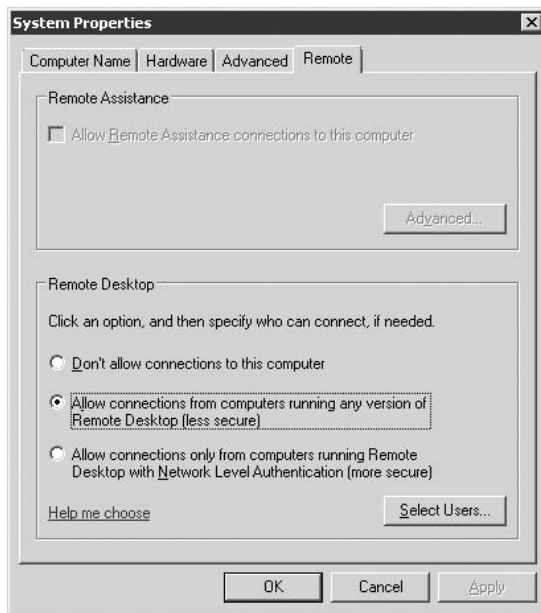 System Properties
Computer Name Hardware Advanced Remote
Remote Assistance
Allow Remote Assistance connections to this computer
Advanced...
Remote Desktop
Click an option, and then specify who can connect, if needed.
Don't allow connections to this computer
Allow connections from computers running any version of
Remote Desktop (less secure)
Allow connections only from computers running Remote
Desktop with Network Level Authentication (more secure)
Help me choose
Select Users...
OK Cancel Apply